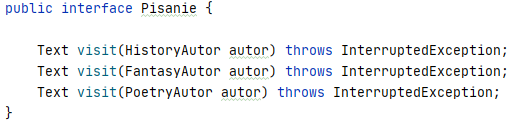 public interface Pisanie {
Text visit(HistoryAutor autor) throws InterruptedException;
Text visit(FantasyAutor autor) throws InterruptedException;
Text visit(PoetryAutor autor) throws InterruptedException;
}